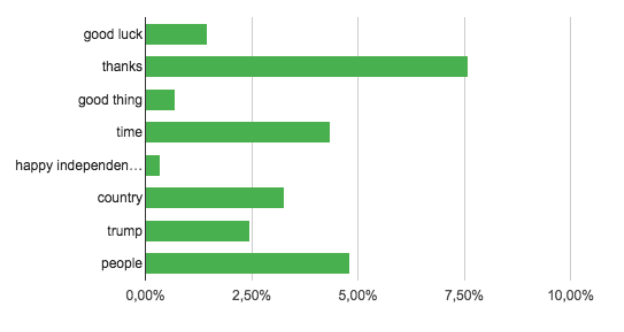 good luck
thanks
good thing
time
happy independen...
country
trump
people
0,00% 2,50% 5,00% 7,50% 10,00%